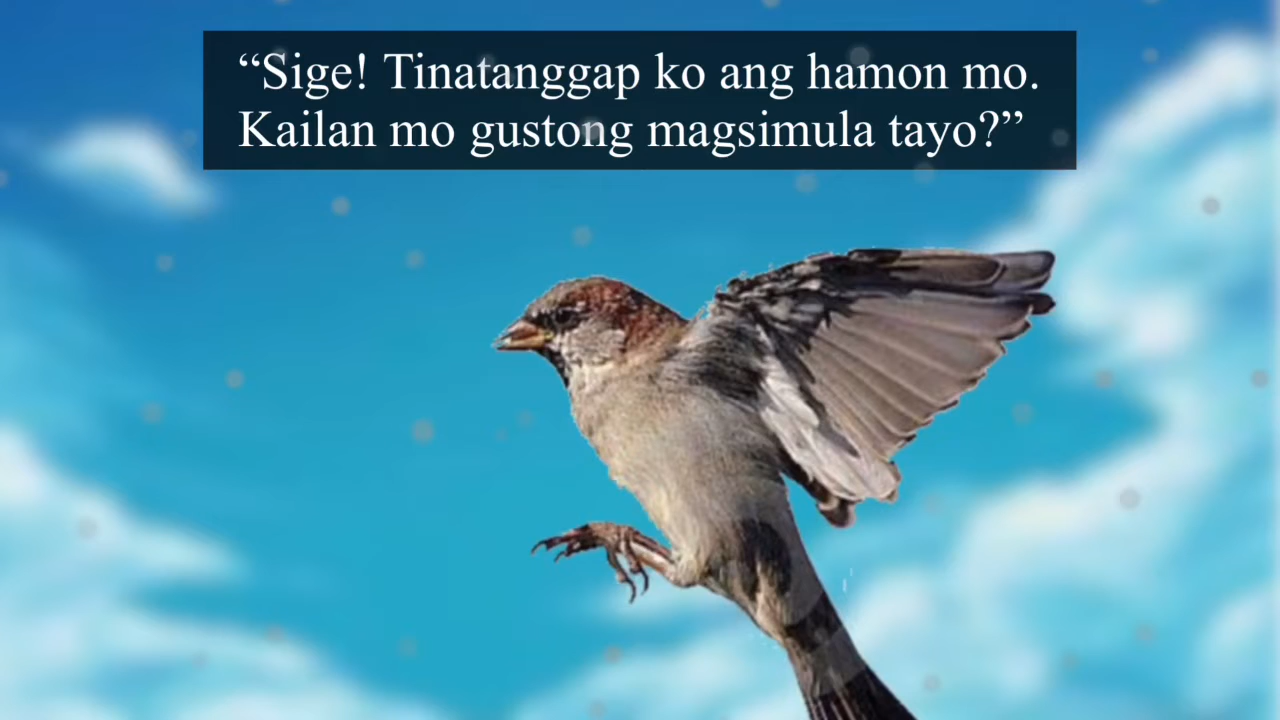 “Sige! Tinatanggap ko ang hamon mo.
Kailan mo gustong magsimula tayo?”